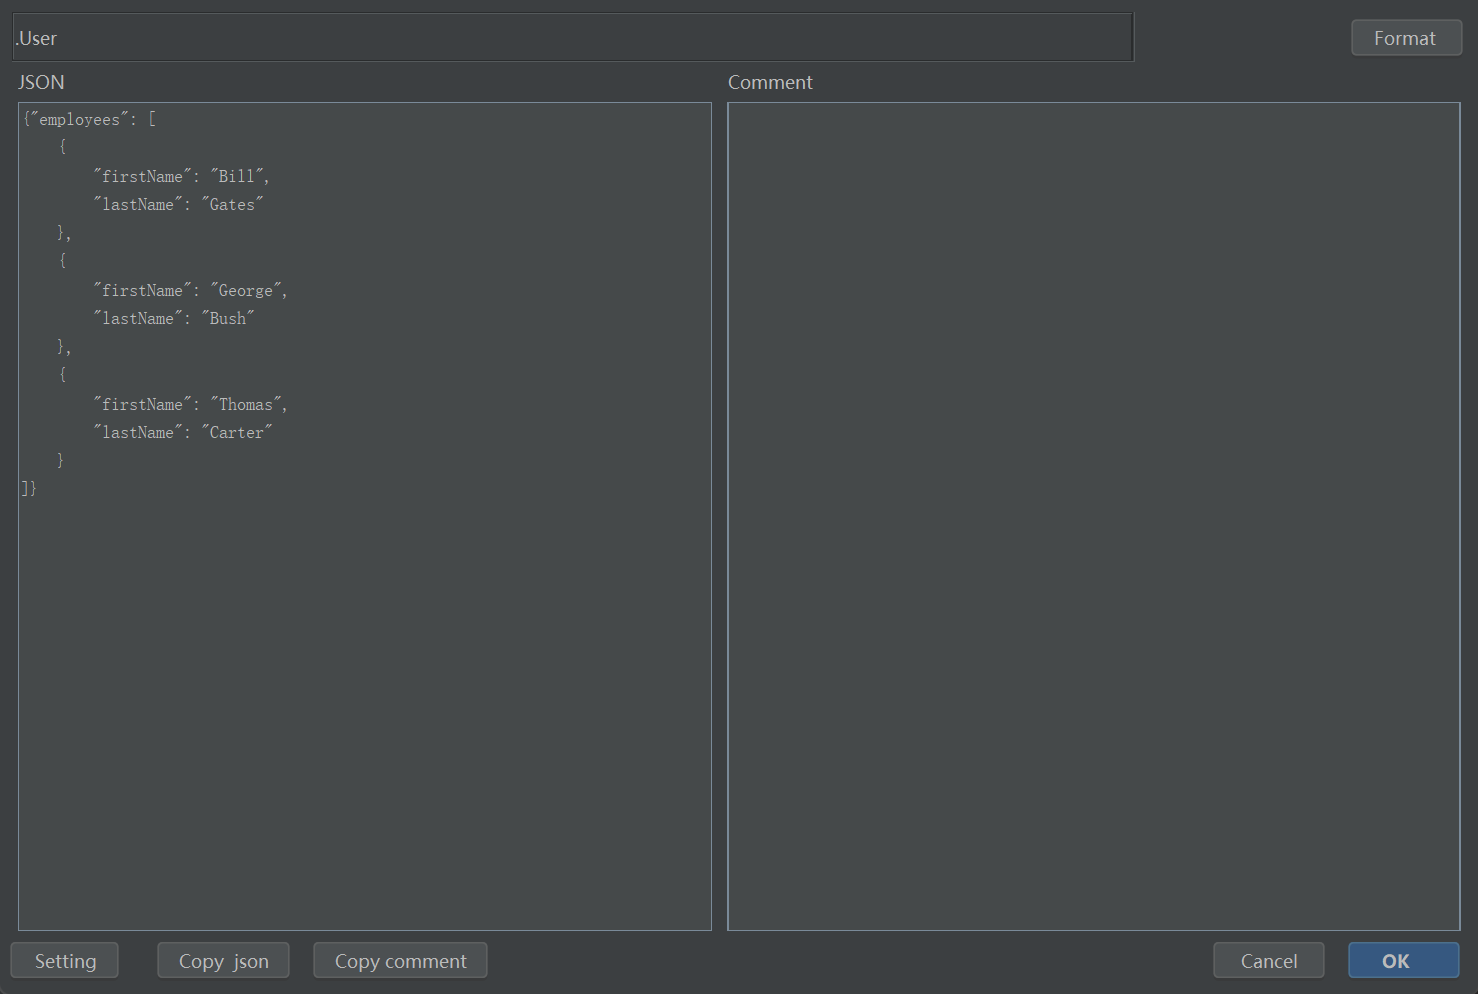 .User
Format
JSON
Comment
{"employees": [
    {
        "firstName": "Bill",
        "lastName": "Gates"
    },
    {
        "firstName": "George",
        "lastName": "Bush"
    },
    {
        "firstName": "Thomas",
        "lastName": "Carter"
    }
]}
Setting
Copy  json
Copy comment
Cancel
OK